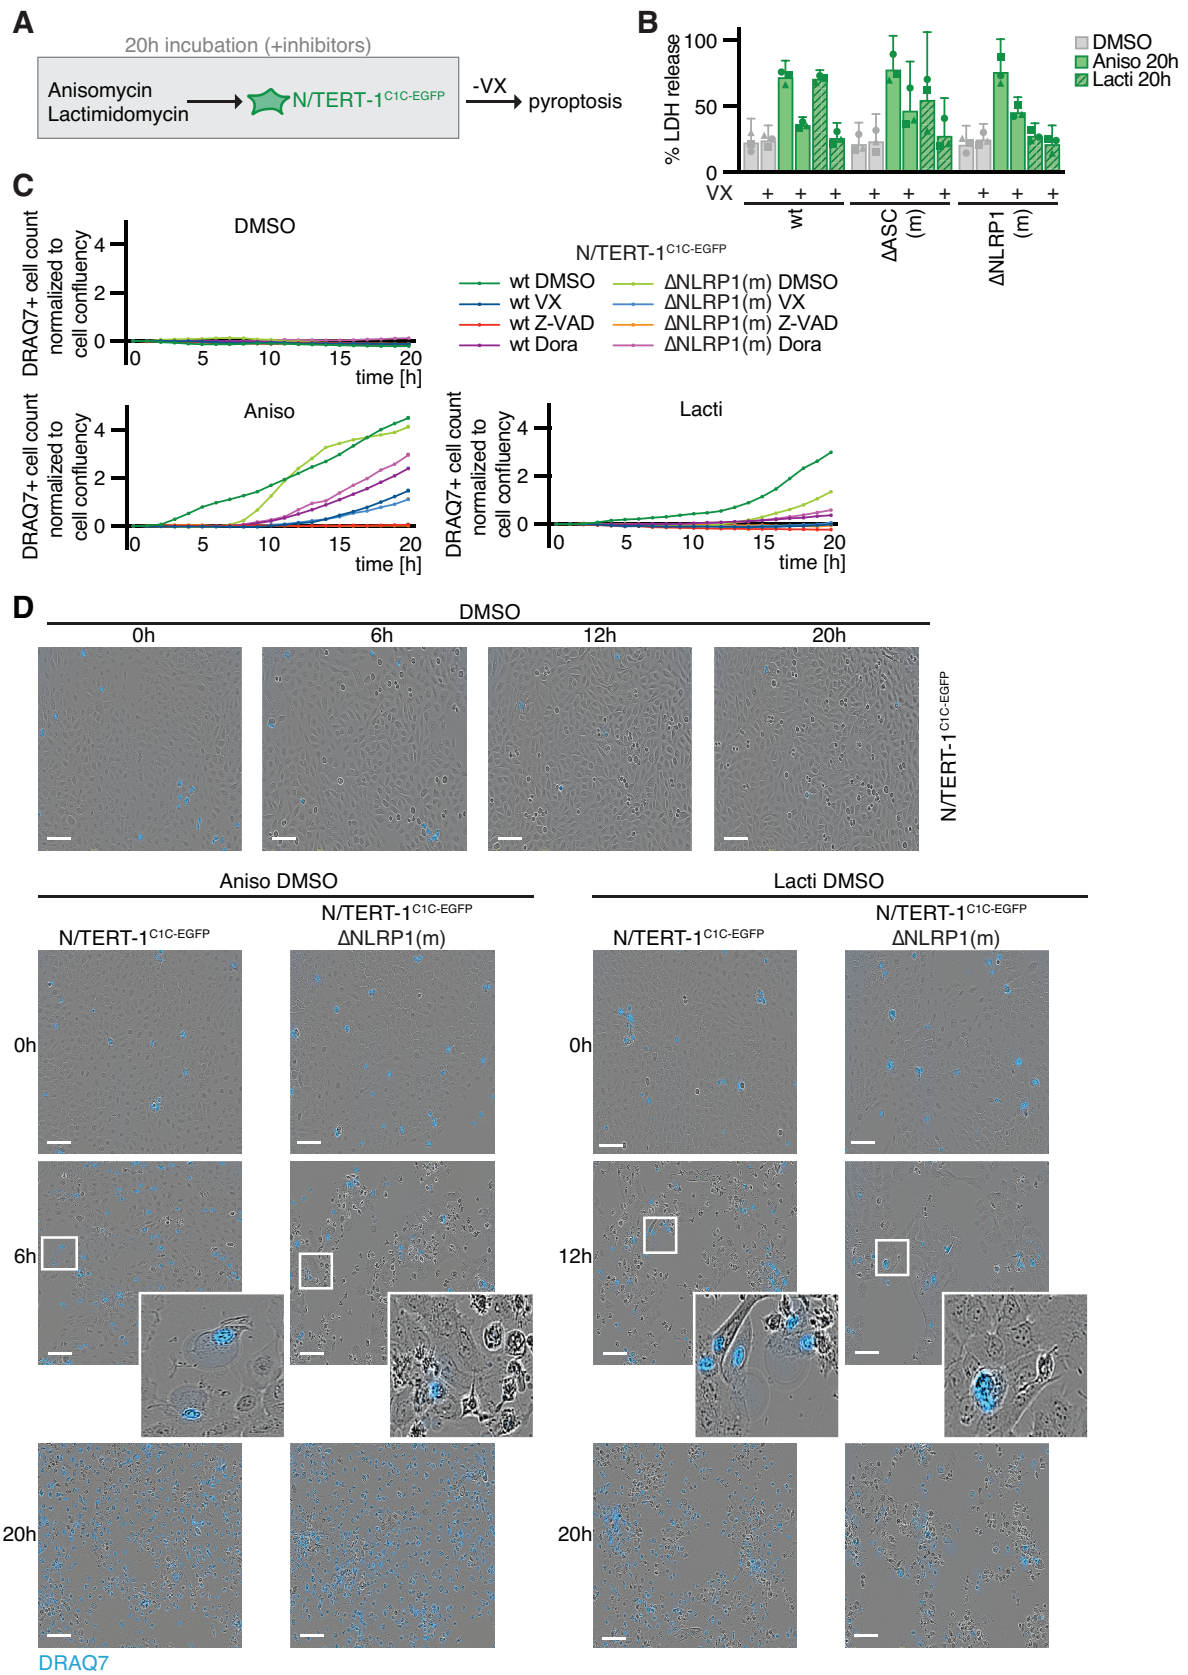 A
20h incubation (+inhibitors)
Anisomycin
Lactimidomycin
N/TERT-1C1C-EGFP
-VX
pyroptosis
B
% LDH release
100
50
0
DMSO
Aniso 20h
Lacti 20h
VX + + + + + + + + +
wt
ΔASC (m)
ΔNLRP1 (m)
C
DMSO
DRAQ7+ cell count normalized to cell confluency
4
2
0
0 5 10 15 20
time [h]
N/TERT-1C1C-EGFP
wt DMSO
wt VX
wt Z-VAD
wt Dora
ΔNLRP1(m) DMSO
ΔNLRP1(m) VX
ΔNLRP1(m) Z-VAD
ΔNLRP1(m) Dora
Aniso
DRAQ7+ cell count normalized to cell confluency
4
2
0
0 5 10 15 20
time [h]
Lacti
DRAQ7+ cell count normalized to cell confluency
4
2
0
0 5 10 15 20
time [h]
D
DMSO
0h 6h 12h 20h
N/TERT-1C1C-EGFP
Aniso DMSO
N/TERT-1C1C-EGFP
N/TERT-1C1C-EGFP
ΔNLRP1(m)
0h
6h
20h
Lacti DMSO
N/TERT-1C1C-EGFP
N/TERT-1C1C-EGFP
ΔNLRP1(m)
0h
12h
20h
DRAQ7